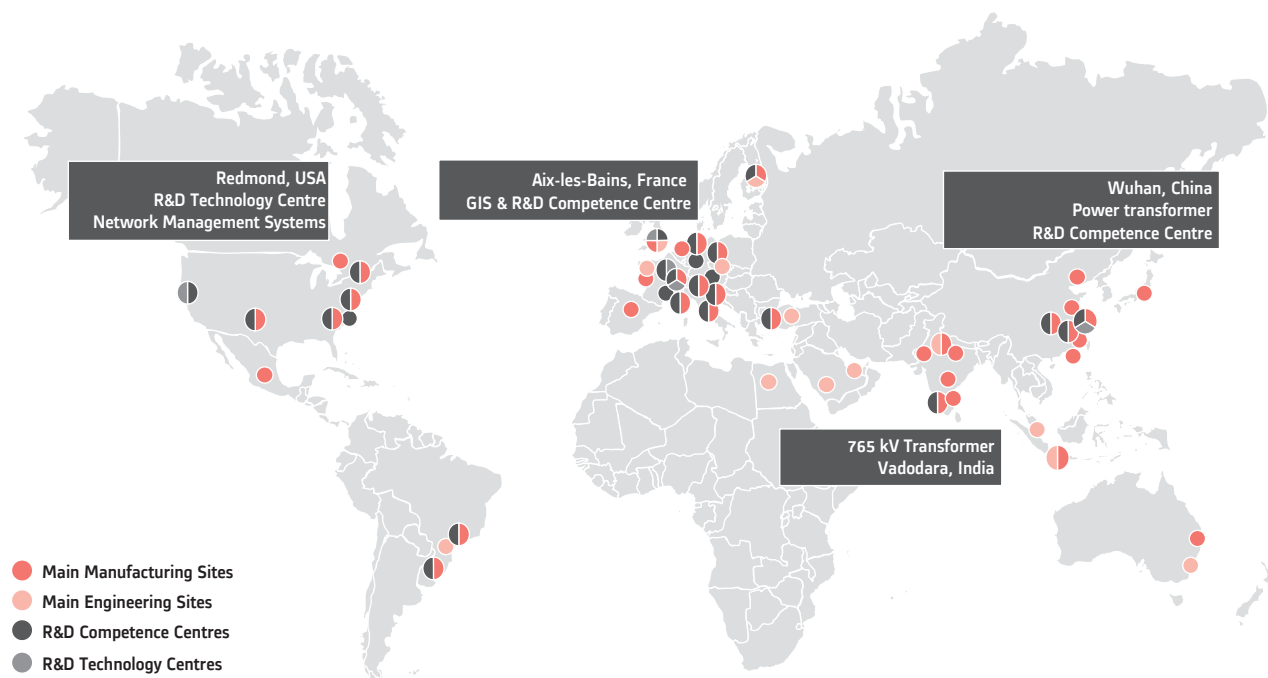 Redmond, USA
R&D Technology Centre
Network Management Systems
Aix-les-Bains, France
GIS & R&D Competence Centre
Wuhan, China
Power transformer
R&D Competence Centre
765 kV Transformer
Vadodara, India
Main Manufacturing Sites
Main Engineering Sites
R&D Competence Centres
R&D Technology Centres